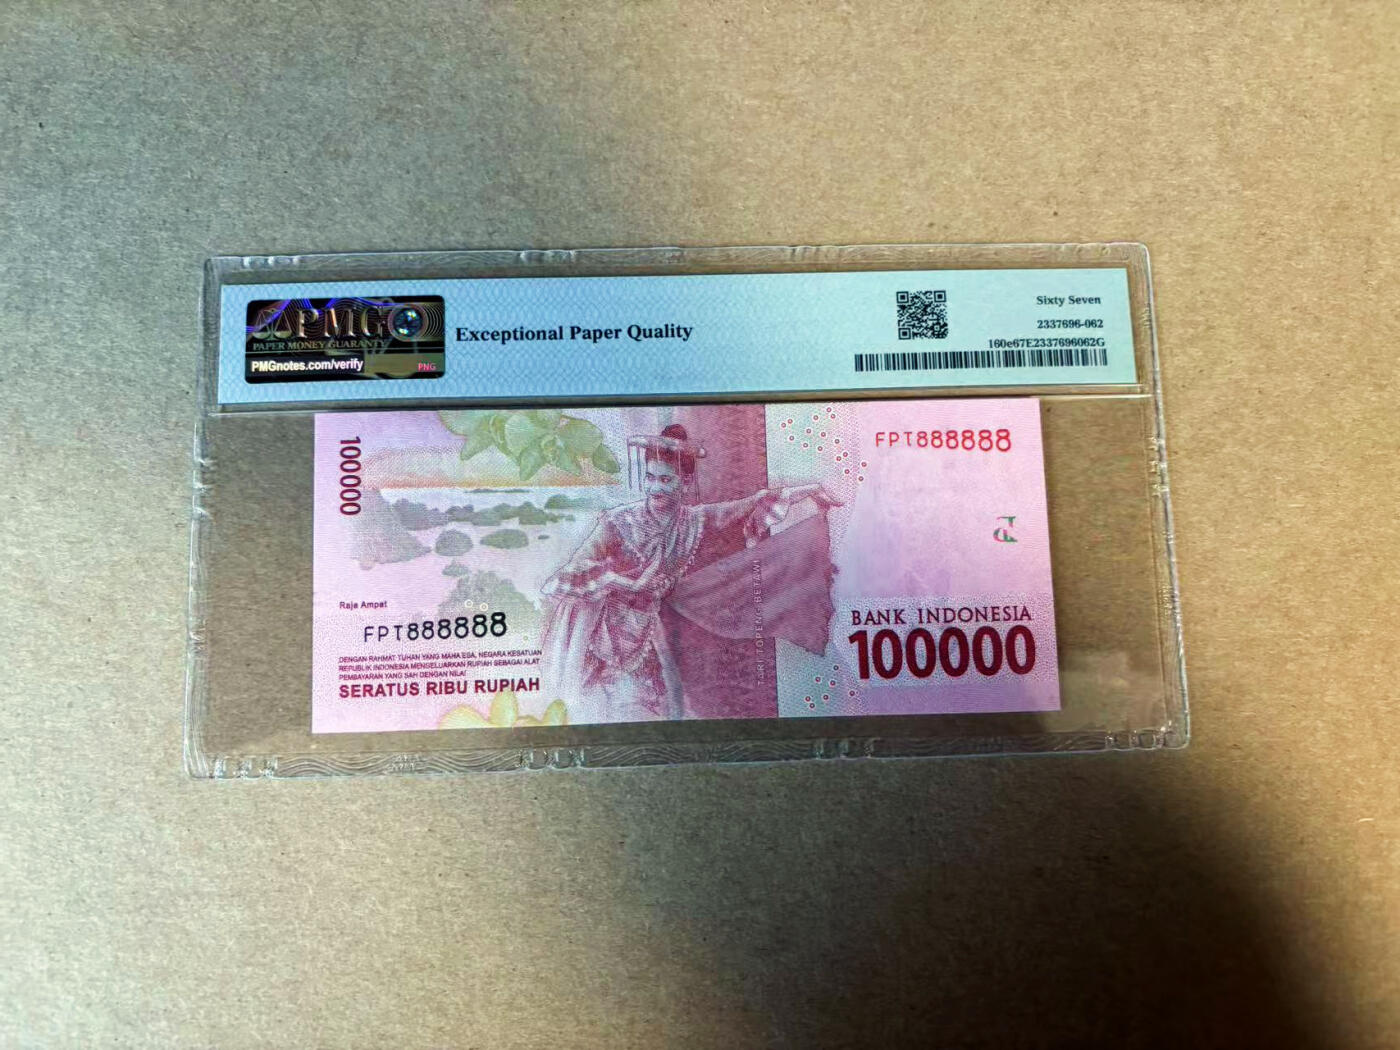 PMG
PAPER MONEY GUARANTY
PMGnotes.com/verify
PNG
Exceptional Paper Quality
Sixty Seven
2337696-062
160e67E2337696062G
100000
FPT888888
Raja Ampat
FPT888888
DENGAN RAHMAT TUHAN YANG MAHA ESA, NEGARA KESATUAN
REPUBLIK INDONESIA MENGELUARKAN RUPIAH SEBAGAI ALAT
PEMBAYARAN YANG SAH DENGAN NILAI
SERATUS RIBU RUPIAH
TARI TOPENG BETAWI
BANK INDONESIA
100000